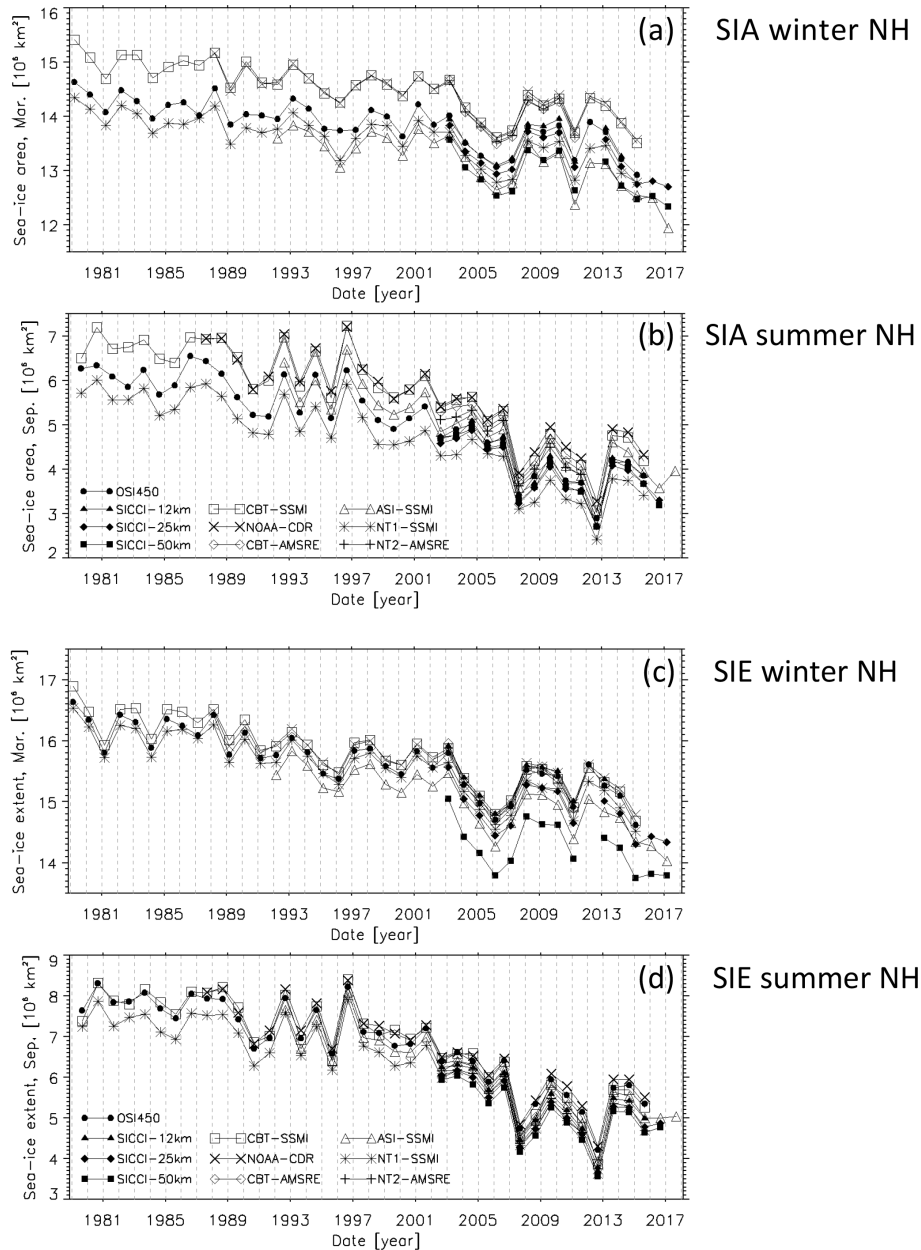 (a) SIA winter NH
Sea-ice area, Mar. [10⁶ km²]
16
15
14
13
12
1981 1985 1989 1993 1997 2001 2005 2009 2013 2017
Date [year]
(b) SIA summer NH
Sea-ice area, Sep. [10⁶ km²]
7
6
5
4
3
2
OSI450
SICCI-12km CBT-SSMI ASI-SSMI
SICCI-25km NOAA-CDR NT1-SSMI
SICCI-50km CBT-AMSRE NT2-AMSRE
1981 1985 1989 1993 1997 2001 2005 2009 2013 2017
Date [year]
(c) SIE winter NH
Sea-ice extent, Mar. [10⁶ km²]
17
16
15
14
1981 1985 1989 1993 1997 2001 2005 2009 2013 2017
Date [year]
(d) SIE summer NH
Sea-ice extent, Sep. [10⁶ km²]
9
8
7
6
5
4
3
OSI450
SICCI-12km CBT-SSMI ASI-SSMI
SICCI-25km NOAA-CDR NT1-SSMI
SICCI-50km CBT-AMSRE NT2-AMSRE
1981 1985 1989 1993 1997 2001 2005 2009 2013 2017
Date [year]